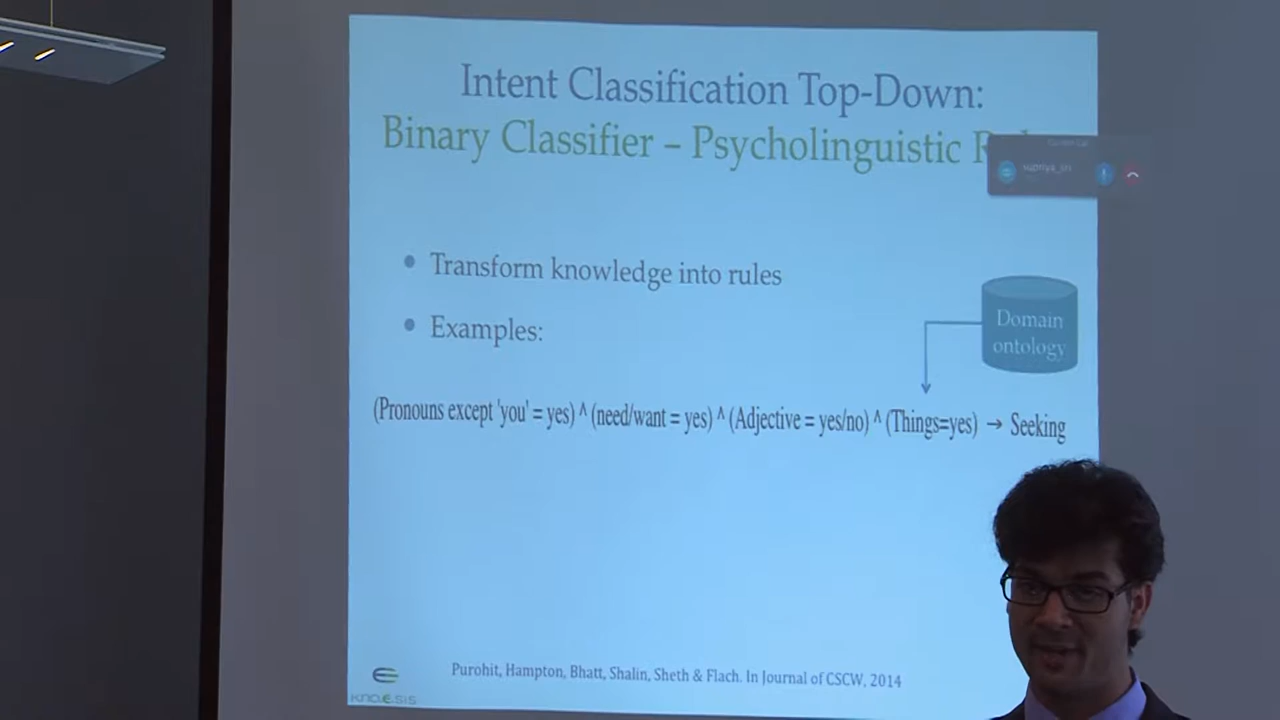 Intent Classification Top-Down:
Binary Classifier – Psycholinguistic
Transform knowledge into rules
Examples:
Domain
ontology
(Pronouns except 'you' = yes) ^ (need/want = yes) ^ (Adjective = yes/no) ^ (Things=yes) → Seeking
Purohit, Hampton, Bhatt, Shalin, Sheth & Flach. In Journal of CSCW, 2014
kno.e.sis